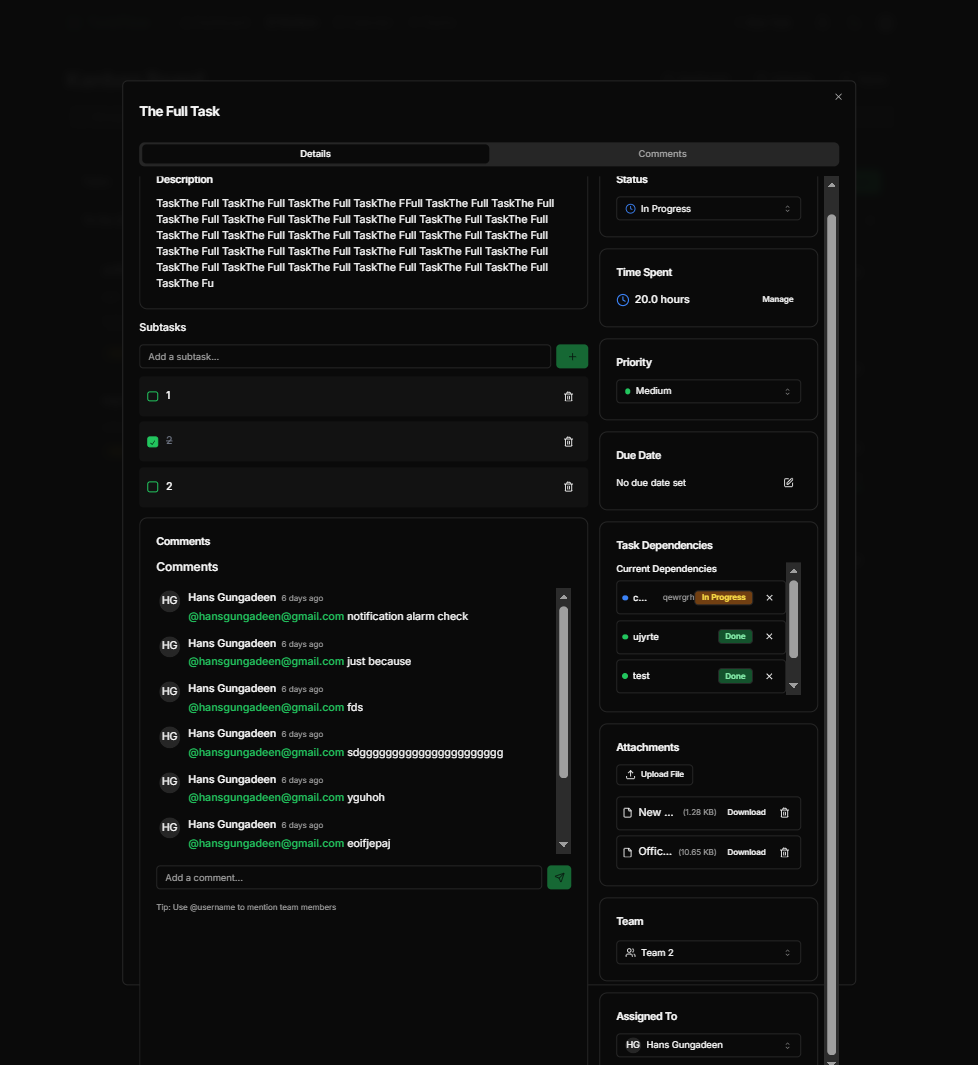 The Full Task
Details
Comments
Description
TaskThe Full TaskThe Full TaskThe Full TaskThe FFull TaskThe Full TaskThe Full
TaskThe Full TaskThe Full TaskThe Full TaskThe Full TaskThe Full TaskThe Full
TaskThe Full TaskThe Full TaskThe Full TaskThe Full TaskThe Full TaskThe Full
TaskThe Full TaskThe Full TaskThe Full TaskThe Full TaskThe Full TaskThe Full
TaskThe Full TaskThe Full TaskThe Full TaskThe Full TaskThe Full TaskThe Full
TaskThe Fu
Subtasks
Add a subtask...
1
2
2
Comments
Comments
HG Hans Gungadeen 6 days ago
@hansgungadeen@gmail.com notification alarm check
HG Hans Gungadeen 6 days ago
@hansgungadeen@gmail.com just because
HG Hans Gungadeen 6 days ago
@hansgungadeen@gmail.com fds
HG Hans Gungadeen 6 days ago
@hansgungadeen@gmail.com sdgggggggggggggggggggggg
HG Hans Gungadeen 6 days ago
@hansgungadeen@gmail.com yguhoh
HG Hans Gungadeen 6 days ago
@hansgungadeen@gmail.com eoifjepaj
Add a comment...
Tip: Use @username to mention team members
Status
In Progress
Time Spent
20.0 hours Manage
Priority
Medium
Due Date
No due date set
Task Dependencies
Current Dependencies
c... qewrgrh In Progress
ujyrte Done
test Done
Attachments
Upload File
New ... (1.28 KB) Download
Offic... (10.65 KB) Download
Team
Team 2
Assigned To
HG Hans Gungadeen